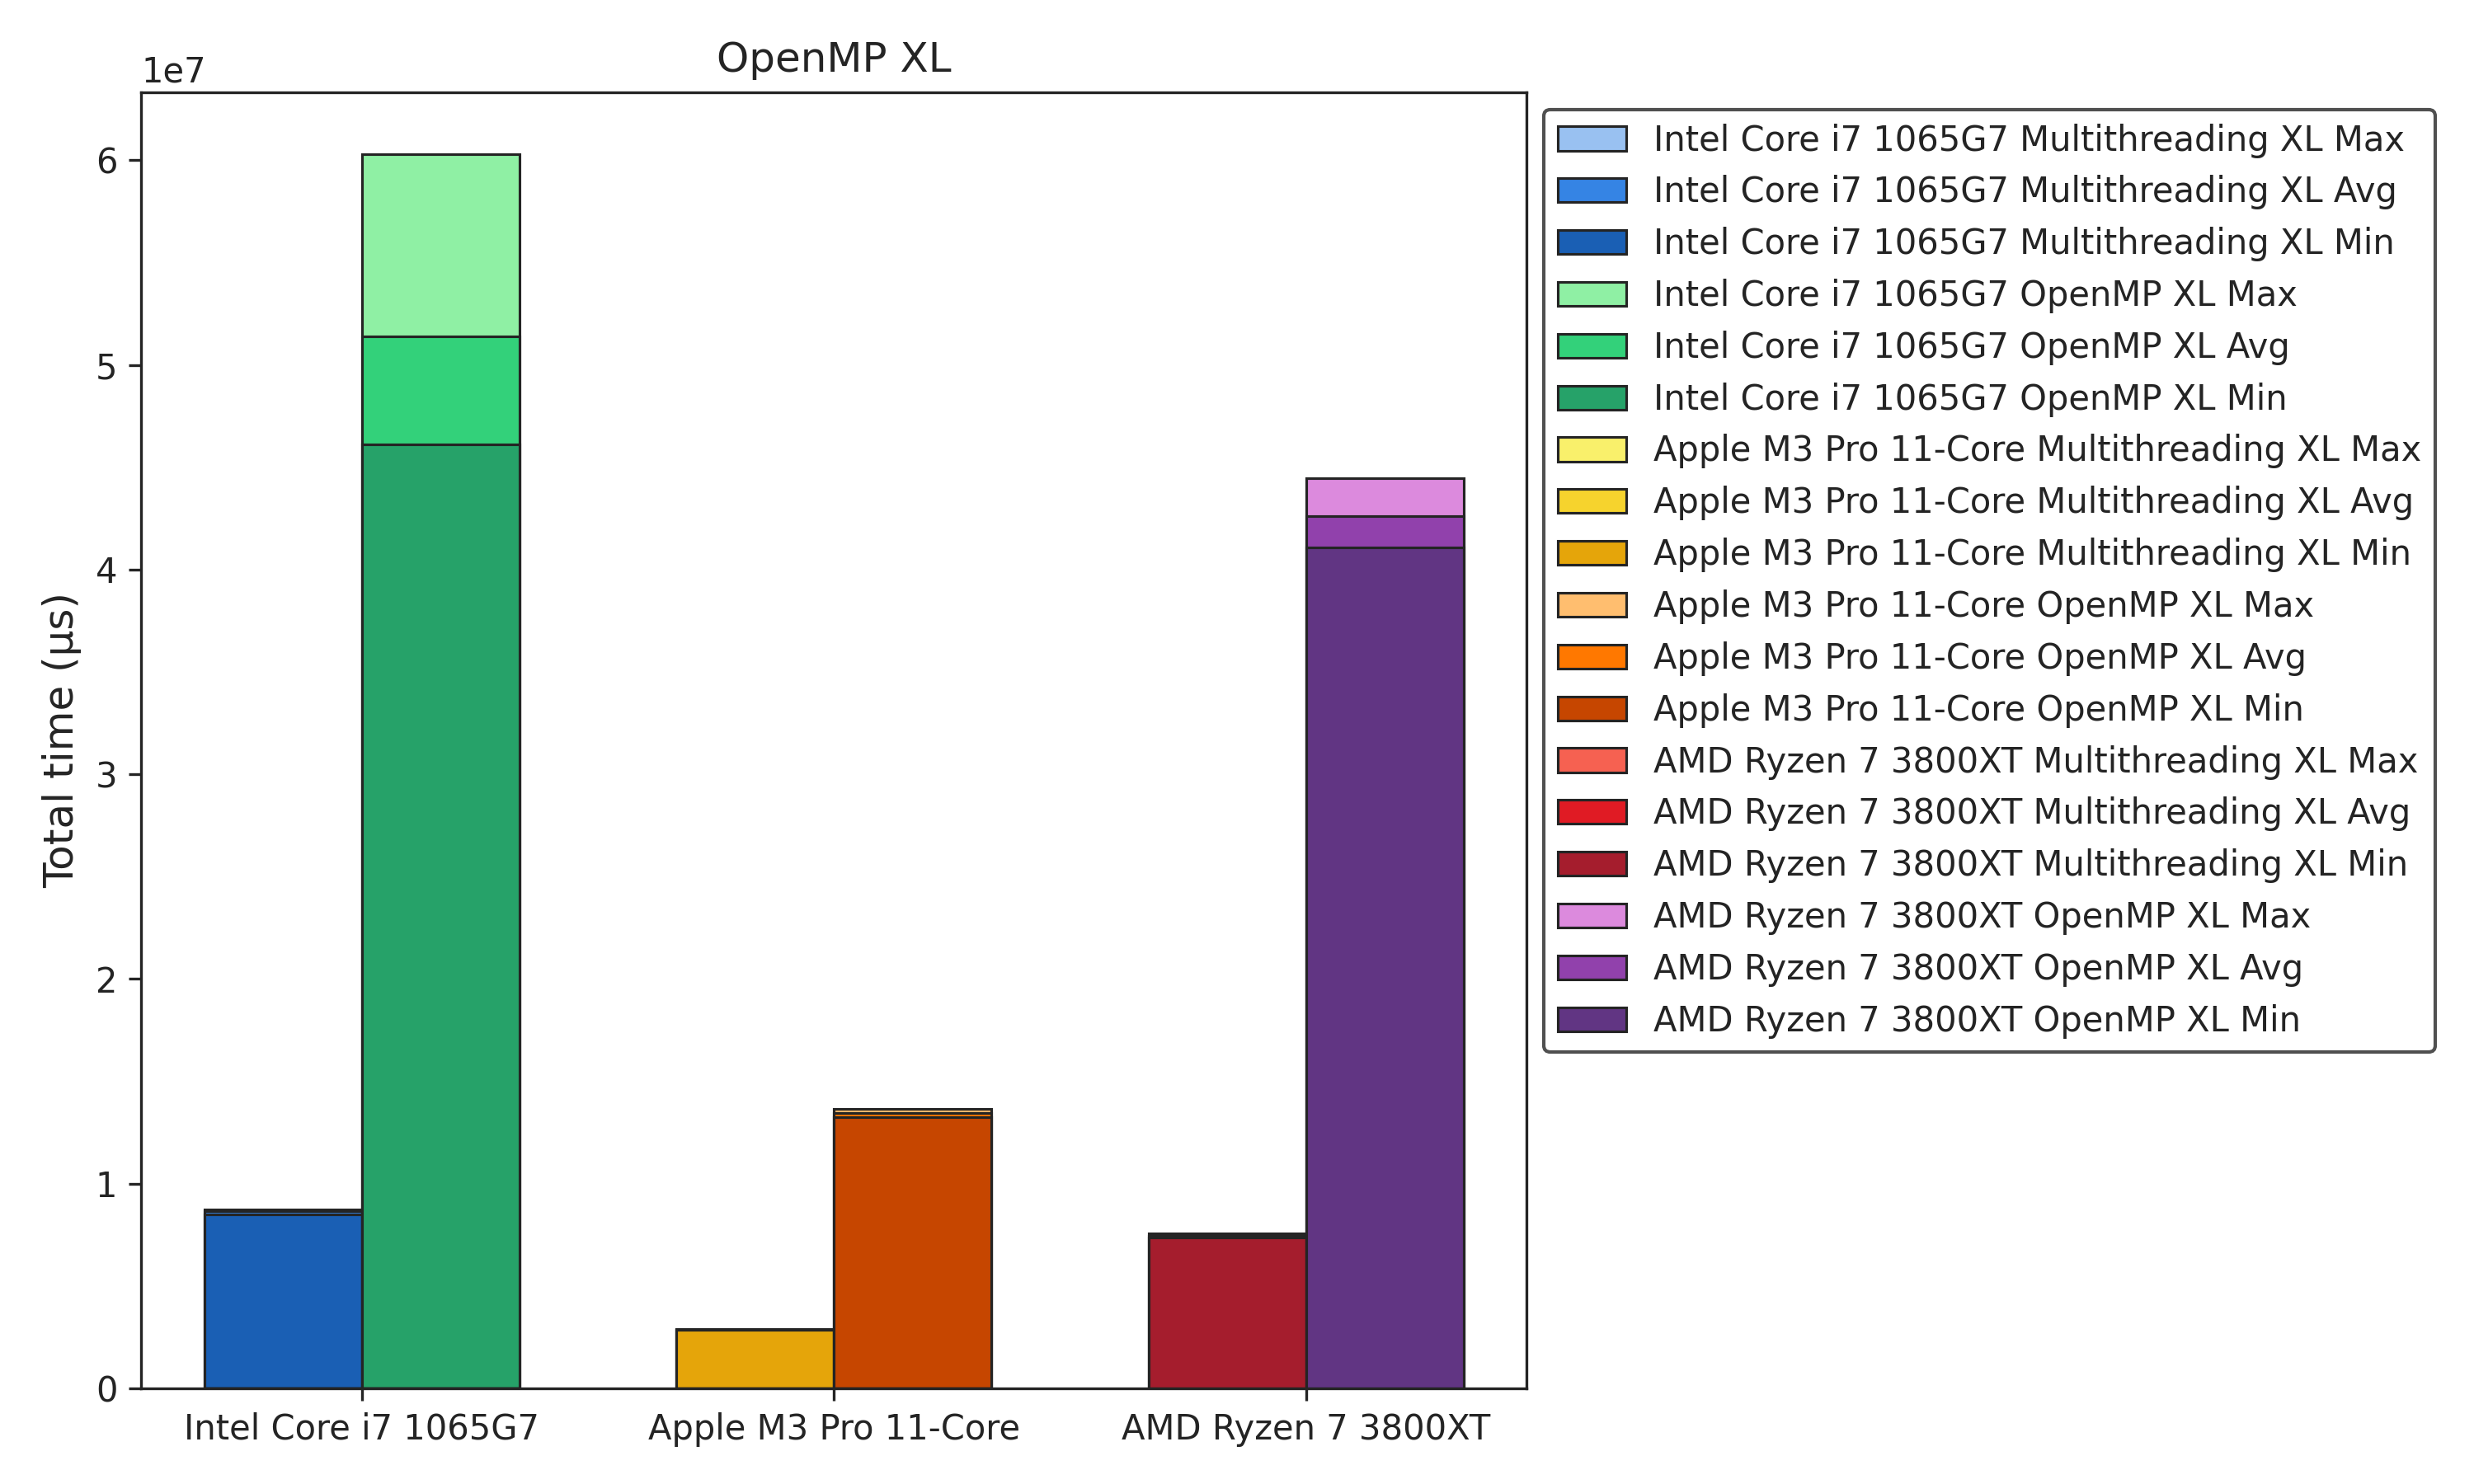 OpenMP XL
1e7
6
5
4
3
2
1
0
Total time (µs)
Intel Core i7 1065G7
Apple M3 Pro 11-Core
AMD Ryzen 7 3800XT
Intel Core i7 1065G7 Multithreading XL Max
Intel Core i7 1065G7 Multithreading XL Avg
Intel Core i7 1065G7 Multithreading XL Min
Intel Core i7 1065G7 OpenMP XL Max
Intel Core i7 1065G7 OpenMP XL Avg
Intel Core i7 1065G7 OpenMP XL Min
Apple M3 Pro 11-Core Multithreading XL Max
Apple M3 Pro 11-Core Multithreading XL Avg
Apple M3 Pro 11-Core Multithreading XL Min
Apple M3 Pro 11-Core OpenMP XL Max
Apple M3 Pro 11-Core OpenMP XL Avg
Apple M3 Pro 11-Core OpenMP XL Min
AMD Ryzen 7 3800XT Multithreading XL Max
AMD Ryzen 7 3800XT Multithreading XL Avg
AMD Ryzen 7 3800XT Multithreading XL Min
AMD Ryzen 7 3800XT OpenMP XL Max
AMD Ryzen 7 3800XT OpenMP XL Avg
AMD Ryzen 7 3800XT OpenMP XL Min